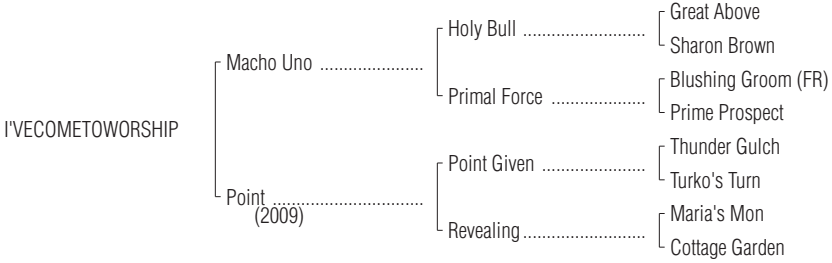 Great Above
Holy Bull ..........................
Sharon Brown
Macho Uno ......................
Blushing Groom (FR)
Primal Force ....................
Prime Prospect
I'VECOMETOWORSHIP
Thunder Gulch
Point Given ......................
Turko's Turn
Point ................................
(2009)
Maria's Mon
Revealing..........................
Cottage Garden